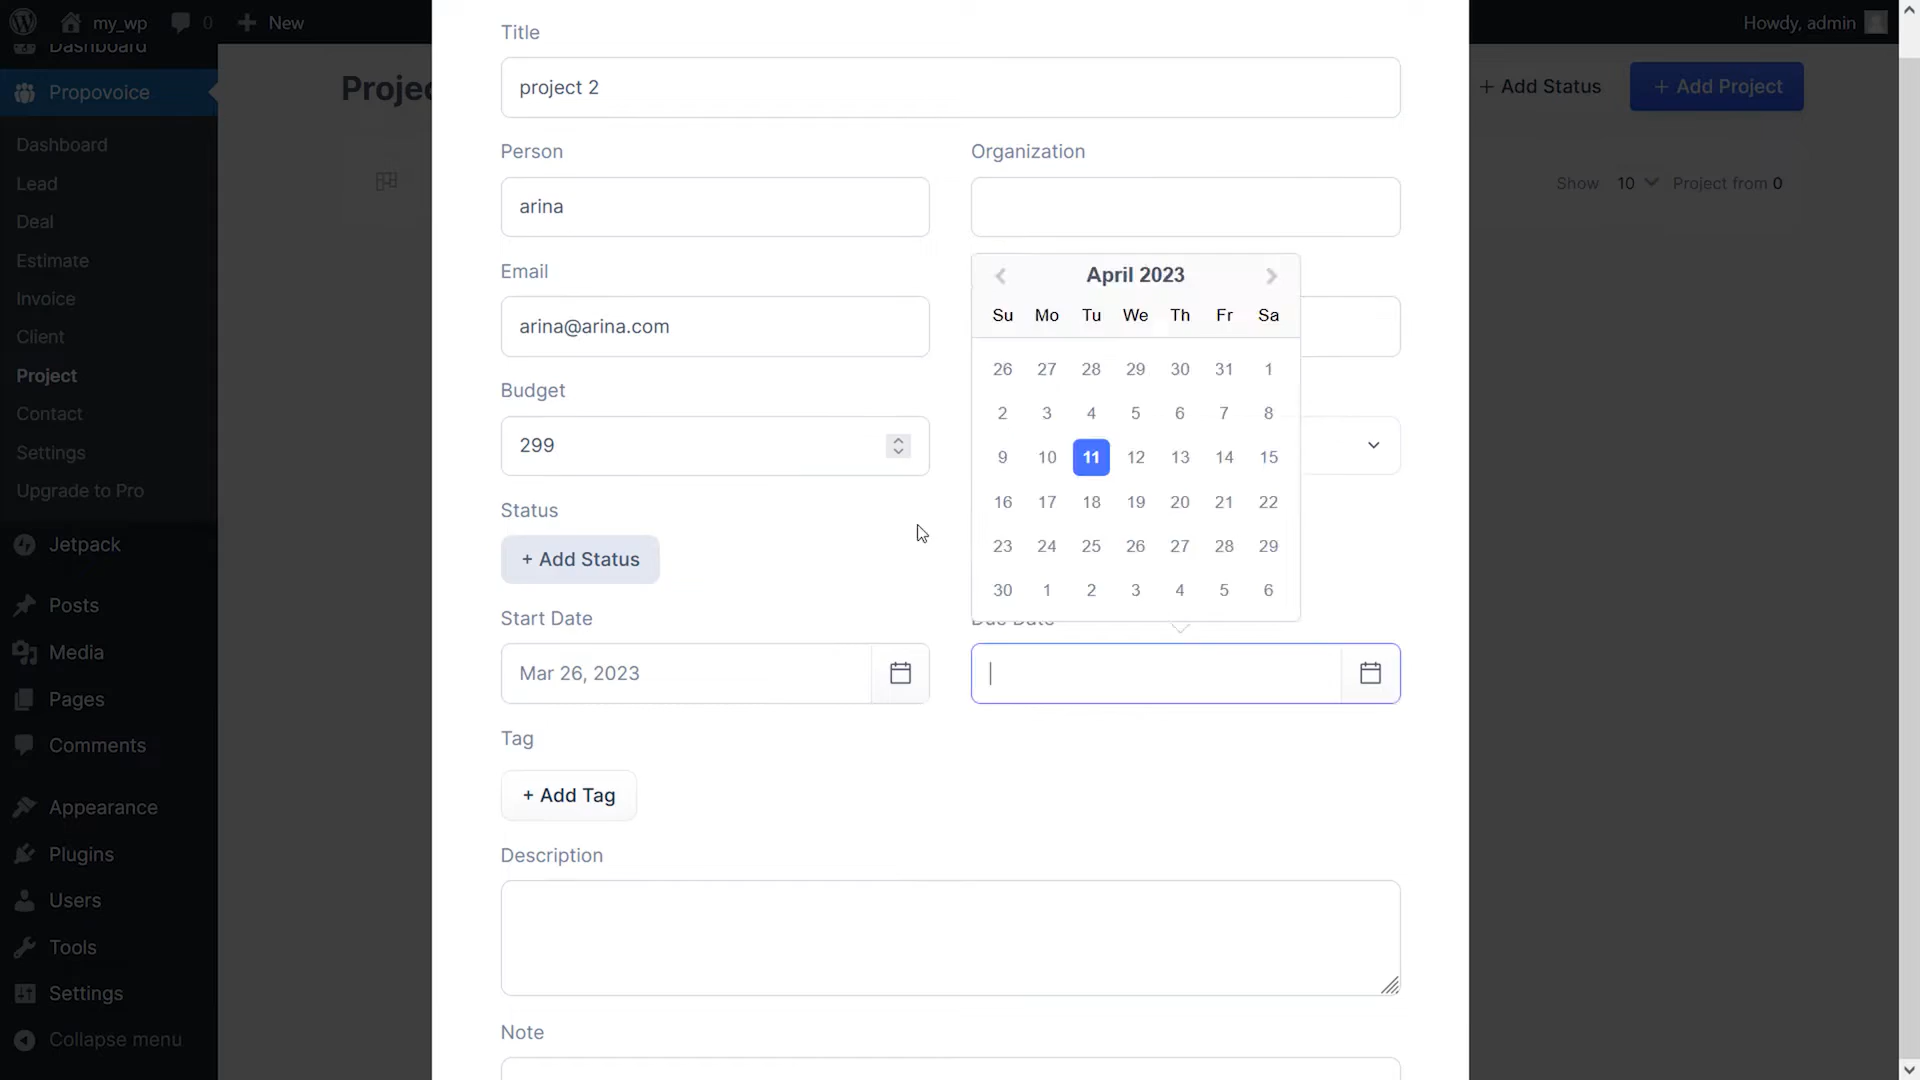 my_wp
0
New
Howdy, admin
Dashboard
Propovoice
Dashboard
Lead
Deal
Estimate
Invoice
Client
Project
Contact
Settings
Upgrade to Pro
Jetpack
Posts
Media
Pages
Comments
Appearance
Plugins
Users
Tools
Settings
Collapse menu
Projec
+ Add Status
+ Add Project
Show 10 Project from 0
Title
project 2
Person
Organization
arina
Email
arina@arina.com
Budget
299
Status
+ Add Status
April 2023
Su Mo Tu We Th Fr Sa
26 27 28 29 30 31 1
2 3 4 5 6 7 8
9 10 11 12 13 14 15
16 17 18 19 20 21 22
23 24 25 26 27 28 29
30 1 2 3 4 5 6
Start Date
Due Date
Mar 26, 2023
Tag
+ Add Tag
Description
Note